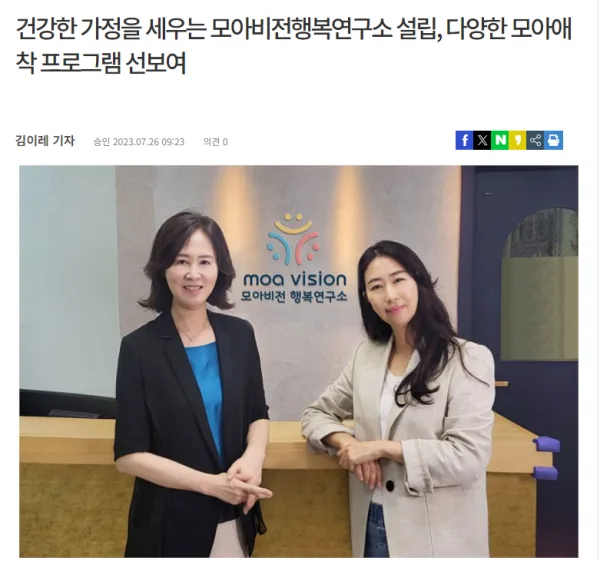 건강한 가정을 세우는 모아비전행복연구소 설립, 다양한 모아애
착 프로그램 선보여
김이레 기자 승인 2023.07.26 09:23 의견 0
moa vision
모아비전 행복연구소